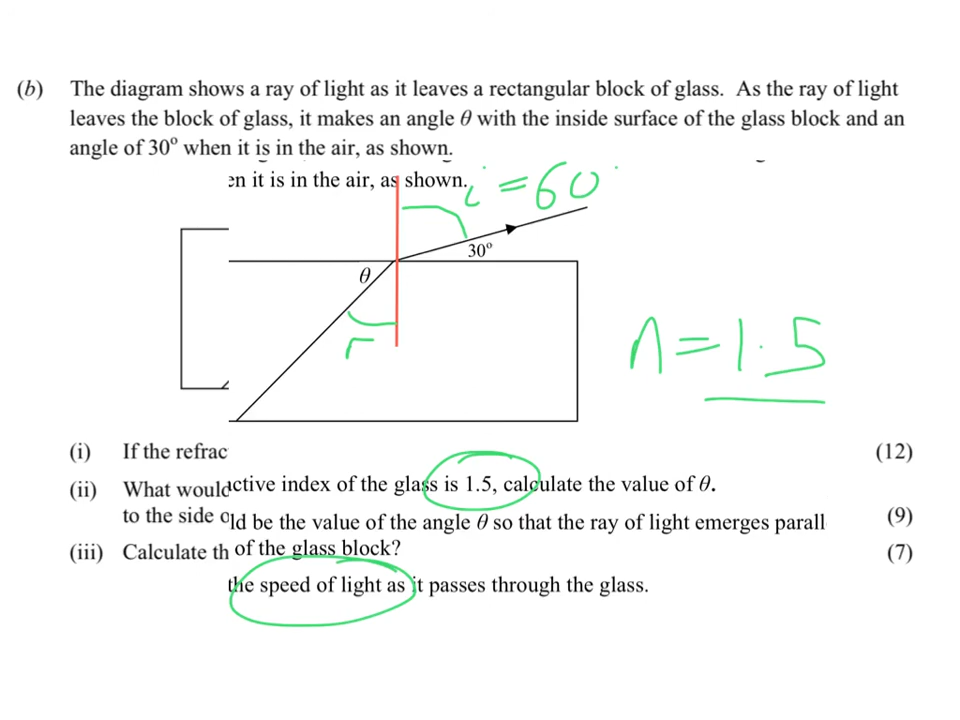 (b) The diagram shows a ray of light as it leaves a rectangular block of glass. As the ray of light
leaves the block of glass, it makes an angle θ with the inside surface of the glass block and an
angle of 30° when it is in the air, as shown.
en it is in the air, as shown.
i = 60°
30°
θ
r
n = 1.5
(i) If the refrac (12)
ctive index of the glass is 1.5, calculate the value of θ.
(ii) What would
to the side o (9)
ld be the value of the angle θ so that the ray of light emerges parall
(iii) Calculate th (7)
of the glass block?
the speed of light as it passes through the glass.